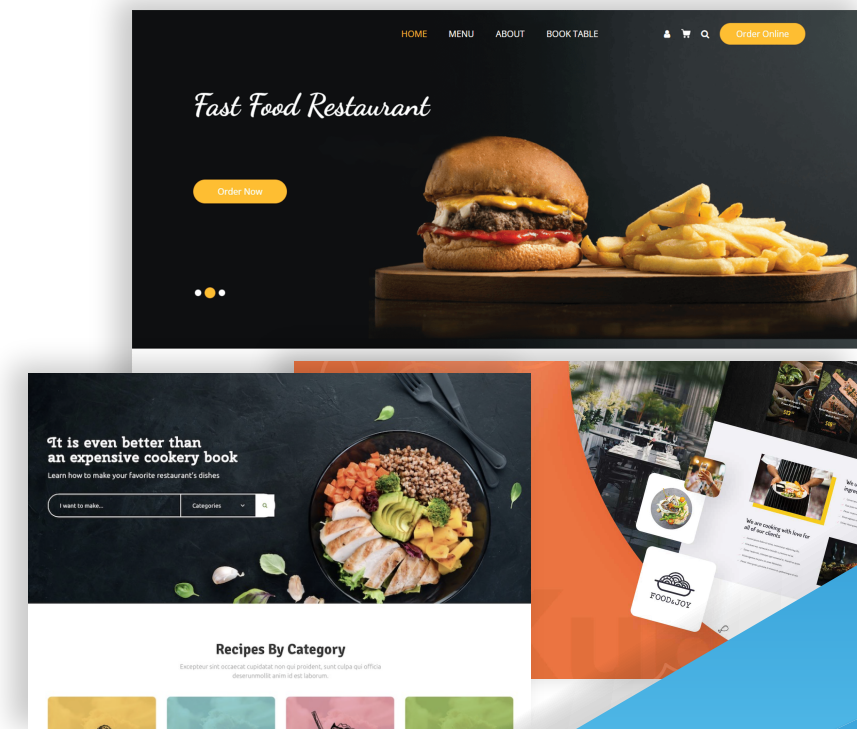 HOME MENU ABOUT BOOK TABLE Order Online
Fast Food Restaurant
Order Now
It is even better than
an expensive cookery book
Learn how to make your favorite restaurant's dishes
I want to make... Categories
Recipes By Category
Excepteur sint occaecat cupidatat non qui proident, sunt culpa qui officia
deserunmollit anim id est laborum.
We are cooking with love for
all of our clients
FOOD&JOY